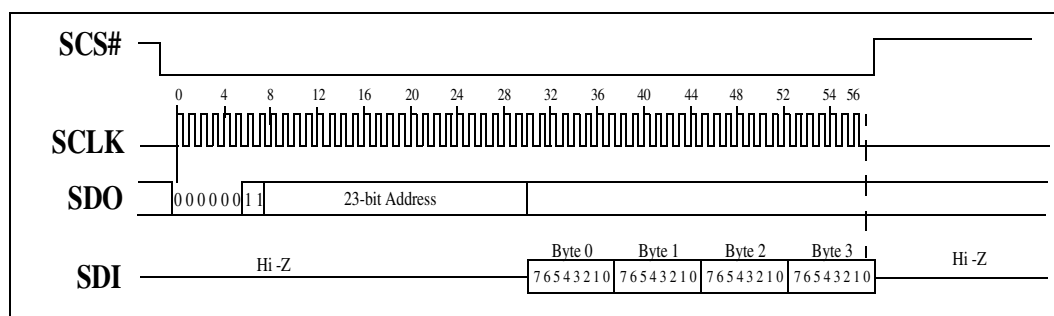 SCS#
0 4 8 12 16 20 24 28 32 36 40 44 48 52 54 56
SCLK
SDO 0 0 0 0 0 0 1 1 23-bit Address
Byte 0 Byte 1 Byte 2 Byte 3
Hi -Z Hi -Z
SDI 7 6 5 4 3 2 1 0 7 6 5 4 3 2 1 0 7 6 5 4 3 2 1 0 7 6 5 4 3 2 1 0